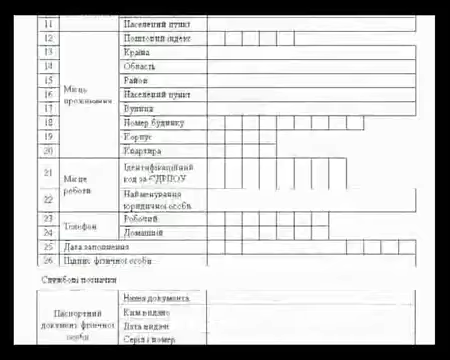 11 Населений пункт
12 Поштовий індекс
13 Країна
14 Область
15 Район
Місце проживання
16 Населений пункт
17 Вулиця
18 Номер будинку
19 Корпус
20 Квартира
21 Місце роботи Ідентифікаційний
код за ЄДРПОУ
22 Найменування
юридичної особи
23 Телефон Робочий
24 Домашній
25 Дата заповнення
26 Підпис фізичної особи
Службові позначки
Паспортний
документ фізичної
особи
Назва документа
Ким видано
Дата видачі
Серія і номер